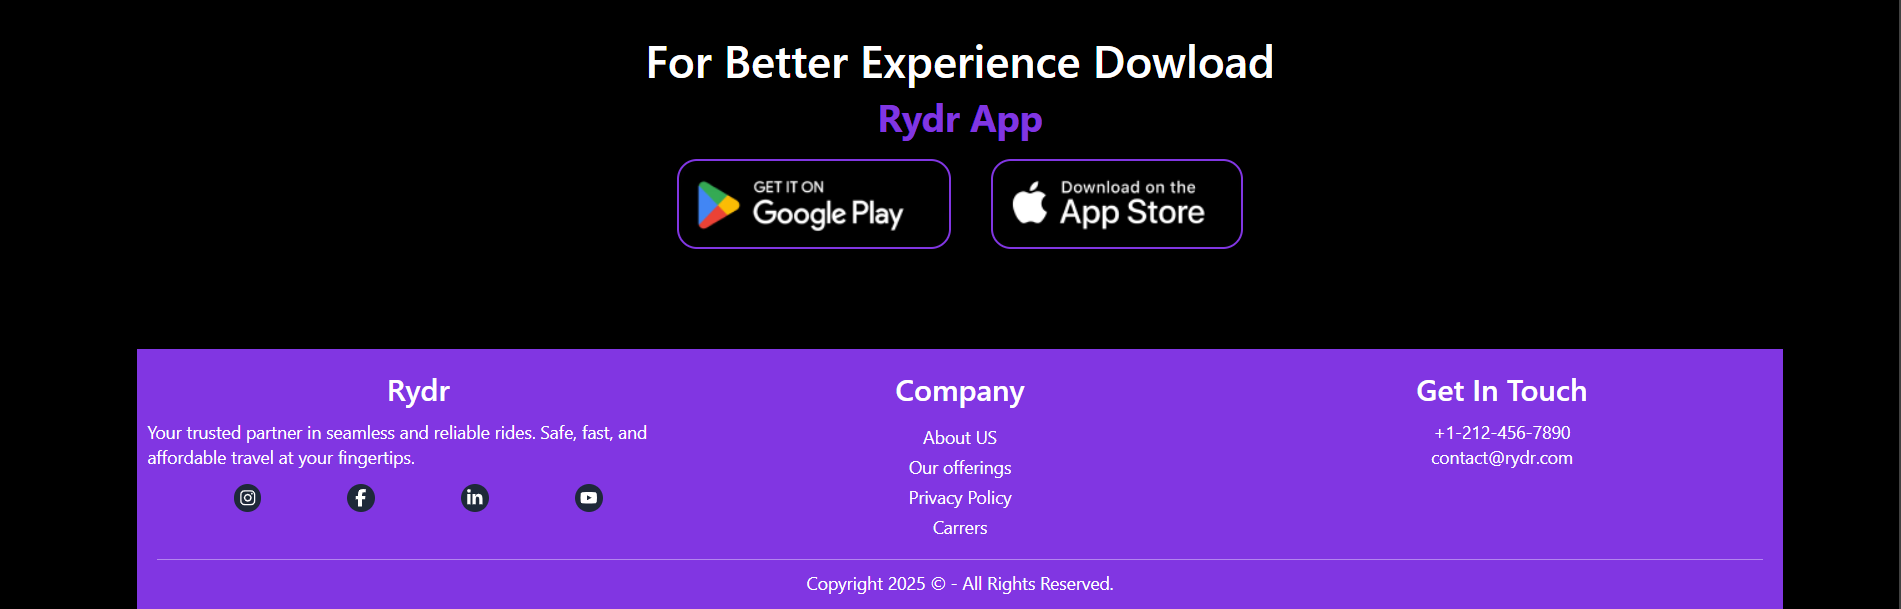 For Better Experience Dowload
Rydr App
GET IT ON
Google Play
Download on the
App Store
Rydr
Your trusted partner in seamless and reliable rides. Safe, fast, and
affordable travel at your fingertips.
Company
About US
Our offerings
Privacy Policy
Carrers
Get In Touch
+1-212-456-7890
contact@rydr.com
Copyright 2025 © - All Rights Reserved.